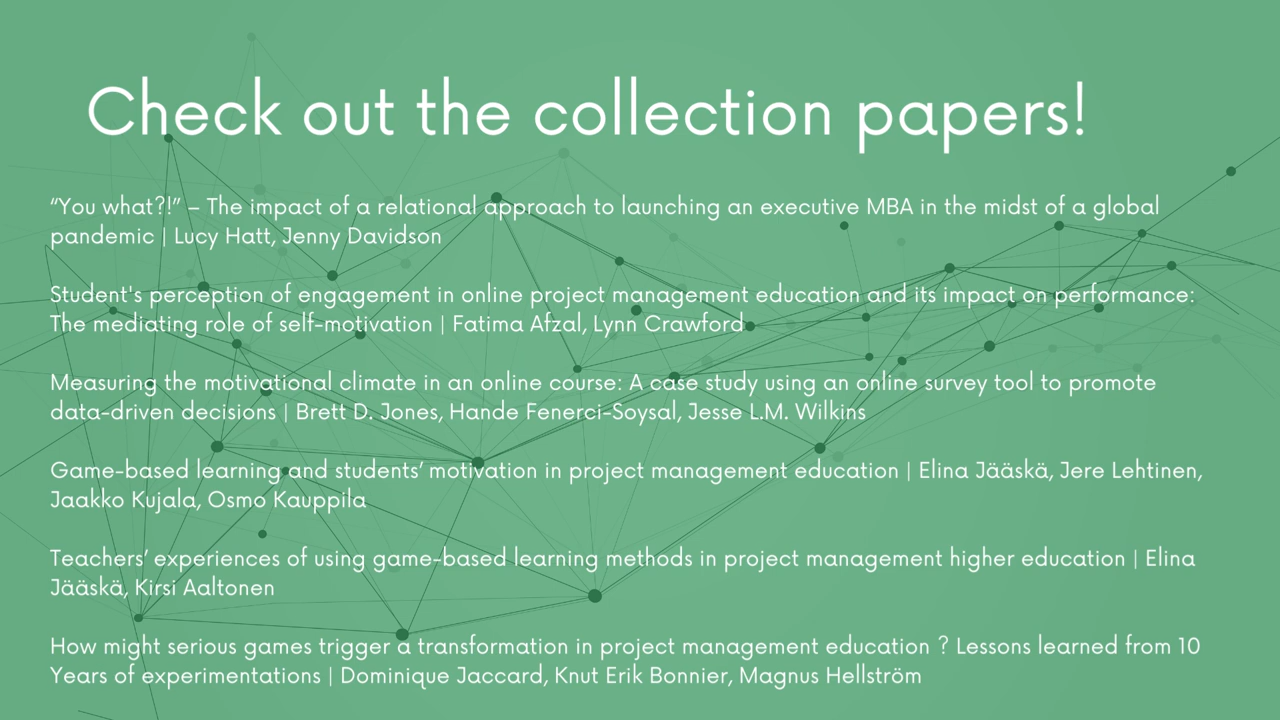 Check out the collection papers!
“You what?!” – The impact of a relational approach to launching an executive MBA in the midst of a global
pandemic | Lucy Hatt, Jenny Davidson
Student's perception of engagement in online project management education and its impact on performance:
The mediating role of self-motivation | Fatima Afzal, Lynn Crawford
Measuring the motivational climate in an online course: A case study using an online survey tool to promote
data-driven decisions | Brett D. Jones, Hande Fenerci-Soysal, Jesse L.M. Wilkins
Game-based learning and students’ motivation in project management education | Elina Jääskä, Jere Lehtinen,
Jaakko Kujala, Osmo Kauppila
Teachers’ experiences of using game-based learning methods in project management higher education | Elina
Jääskä, Kirsi Aaltonen
How might serious games trigger a transformation in project management education ? Lessons learned from 10
Years of experimentations | Dominique Jaccard, Knut Erik Bonnier, Magnus Hellström